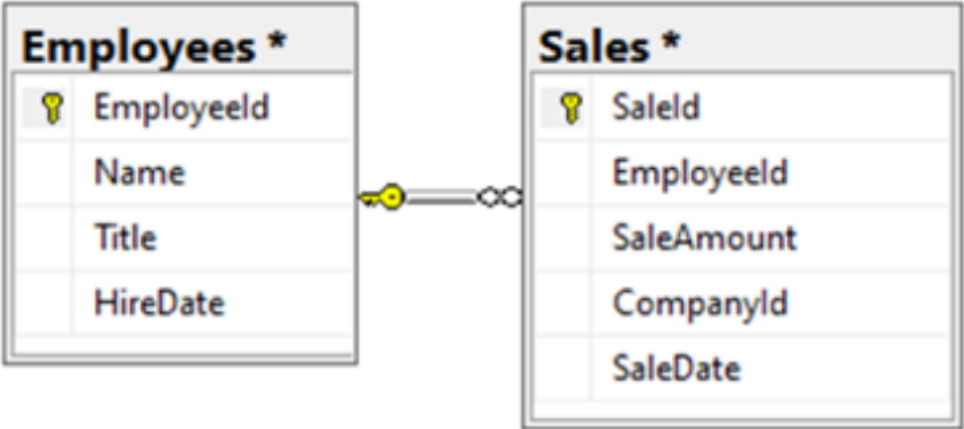 Employees *
EmployeeId
Name
Title
HireDate
Sales *
SaleId
EmployeeId
SaleAmount
CompanyId
SaleDate